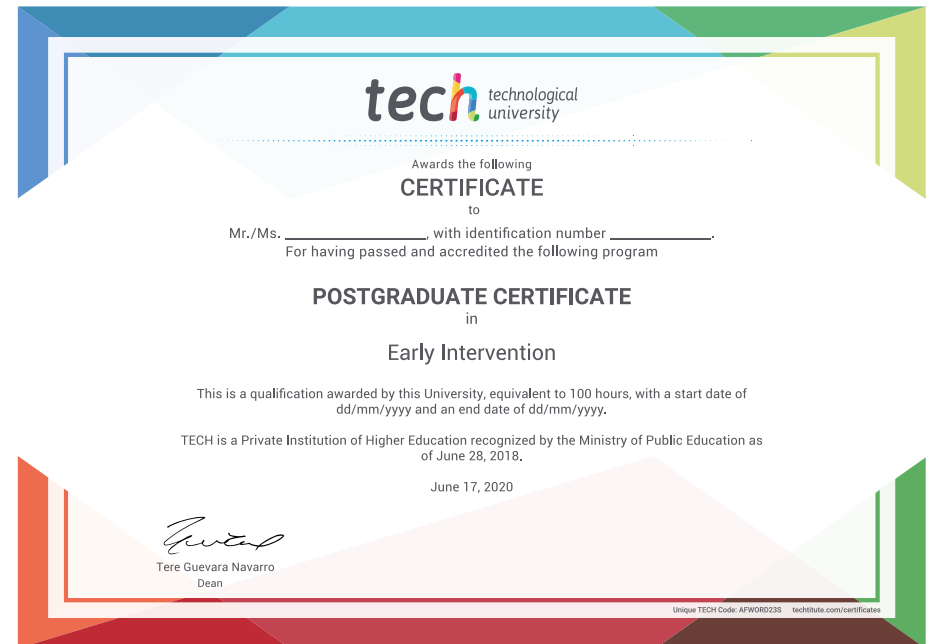 tech technological
university
Awards the following
CERTIFICATE
to
Mr./Ms. ____________________, with identification number ______________.
For having passed and accredited the following program
POSTGRADUATE CERTIFICATE
in
Early Intervention
This is a qualification awarded by this University, equivalent to 100 hours, with a start date of
dd/mm/yyyy and an end date of dd/mm/yyyy.
TECH is a Private Institution of Higher Education recognized by the Ministry of Public Education as
of June 28, 2018.
June 17, 2020
Tere Guevara Navarro
Dean
Unique TECH Code: AFWORD23S techtitute.com/certificates